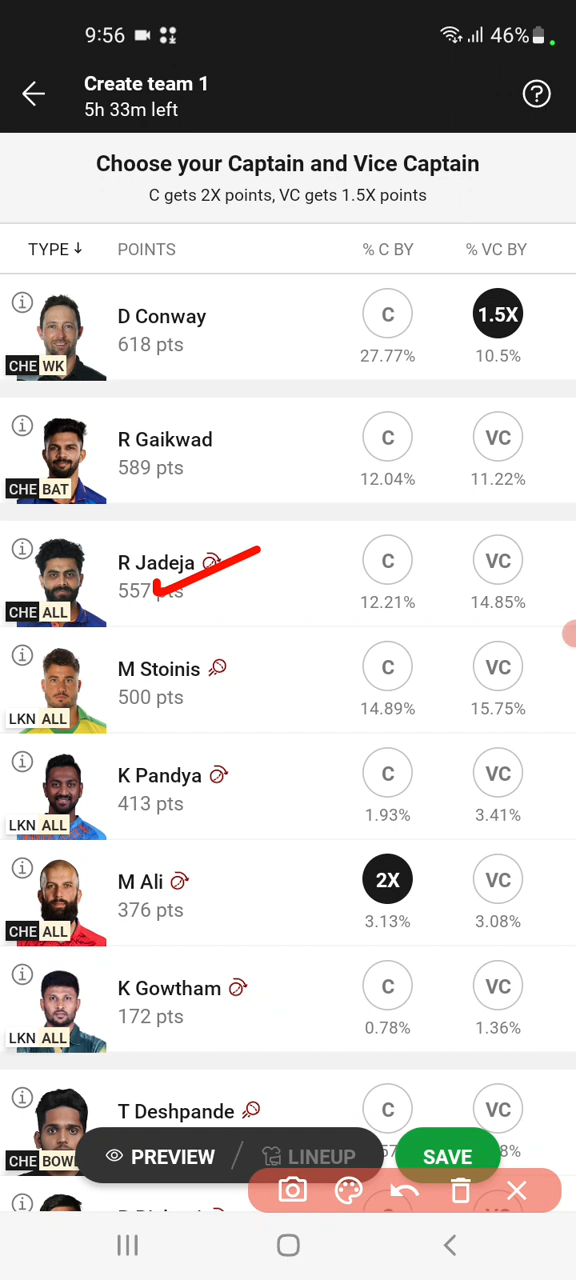 9:56 46%
Create team 1
5h 33m left
Choose your Captain and Vice Captain
C gets 2X points, VC gets 1.5X points
TYPE↓ POINTS % C BY % VC BY
D Conway C 1.5X
618 pts 27.77% 10.5%
CHE WK
R Gaikwad C VC
589 pts 12.04% 11.22%
CHE BAT
R Jadeja C VC
557 pts 12.21% 14.85%
CHE ALL
M Stoinis C VC
500 pts 14.89% 15.75%
LKN ALL
K Pandya C VC
413 pts 1.93% 3.41%
LKN ALL
M Ali 2X VC
376 pts 3.13% 3.08%
CHE ALL
K Gowtham C VC
172 pts 0.78% 1.36%
LKN ALL
T Deshpande C VC
CHE BOWL
PREVIEW / LINEUP SAVE